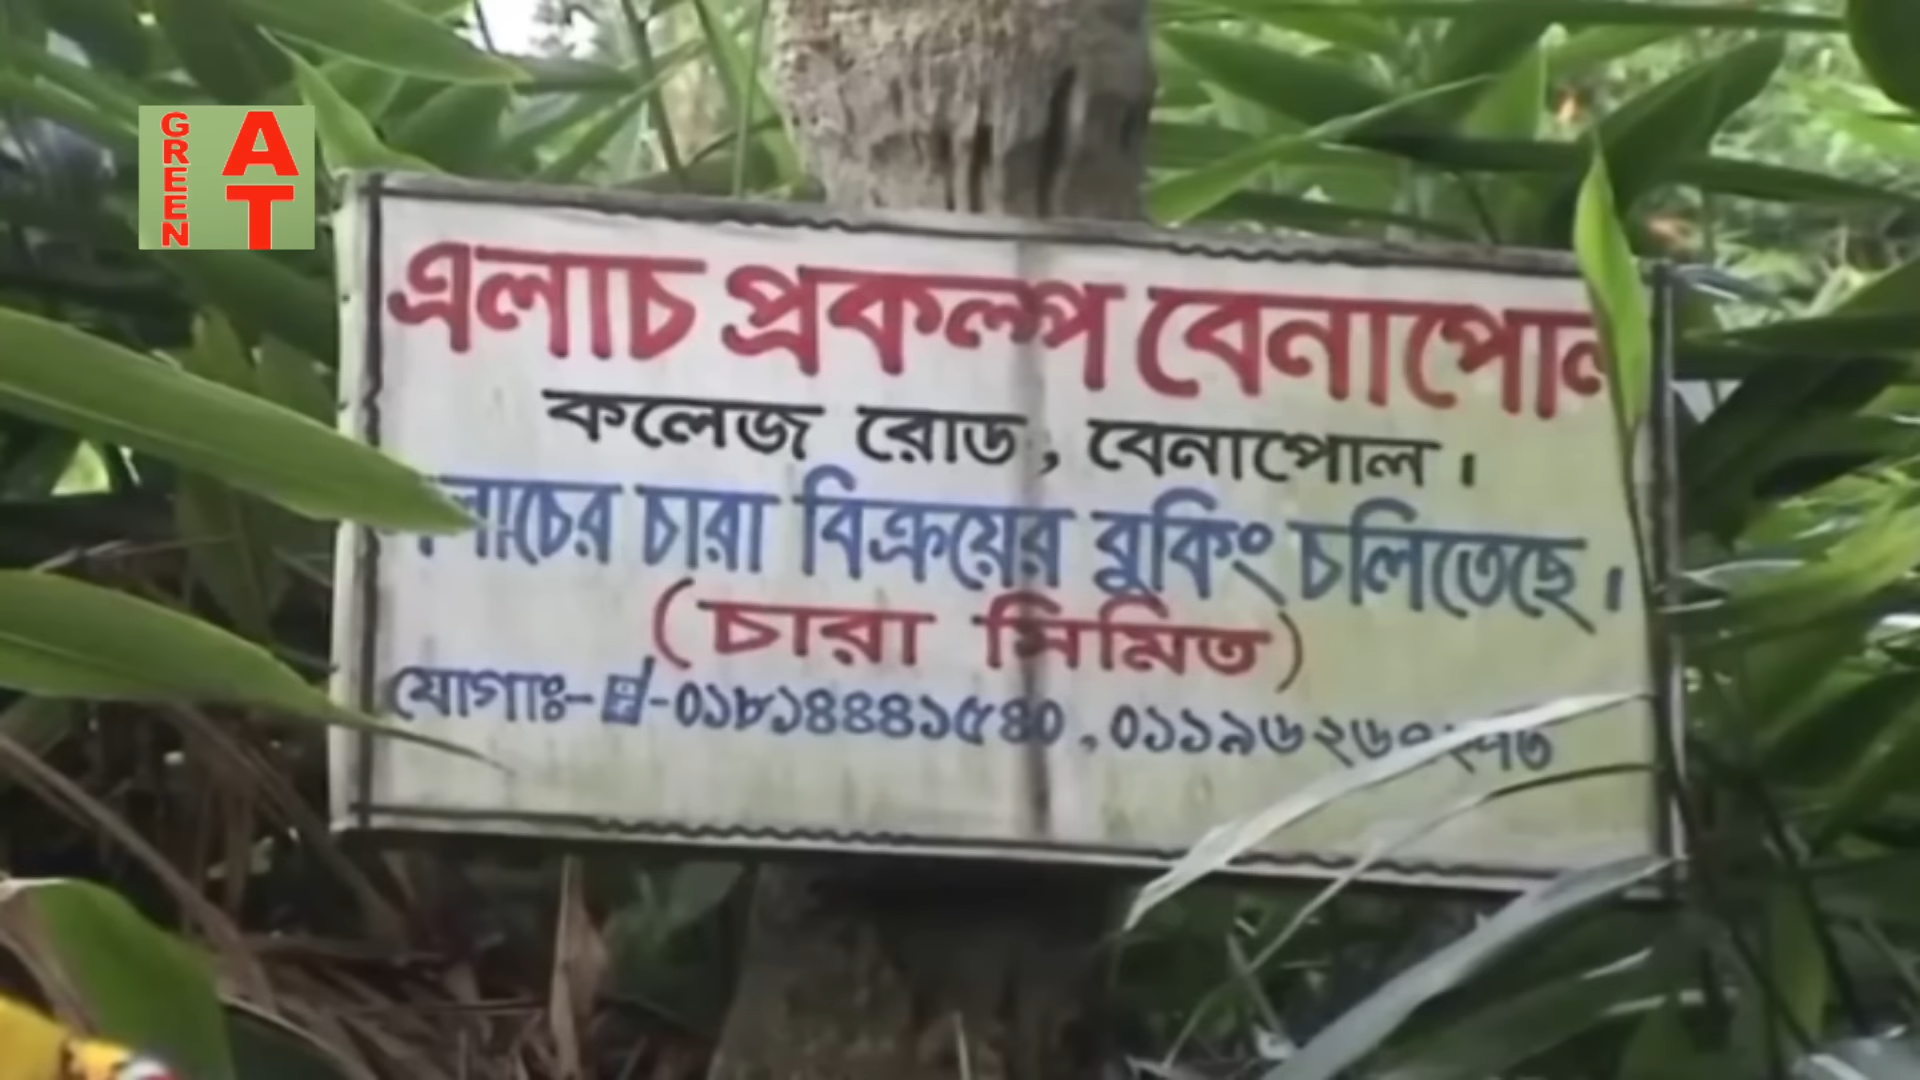 GREEN AT
এলাচ প্রকল্প বেনাপোল
কলেজ রোড, বেনাপোল।
চারা বিক্রয়ের বুকিং চলিতেছে।
(চারা সিমিত)
যোগাঃ-০১৮১৪৪৪১৫৪০,